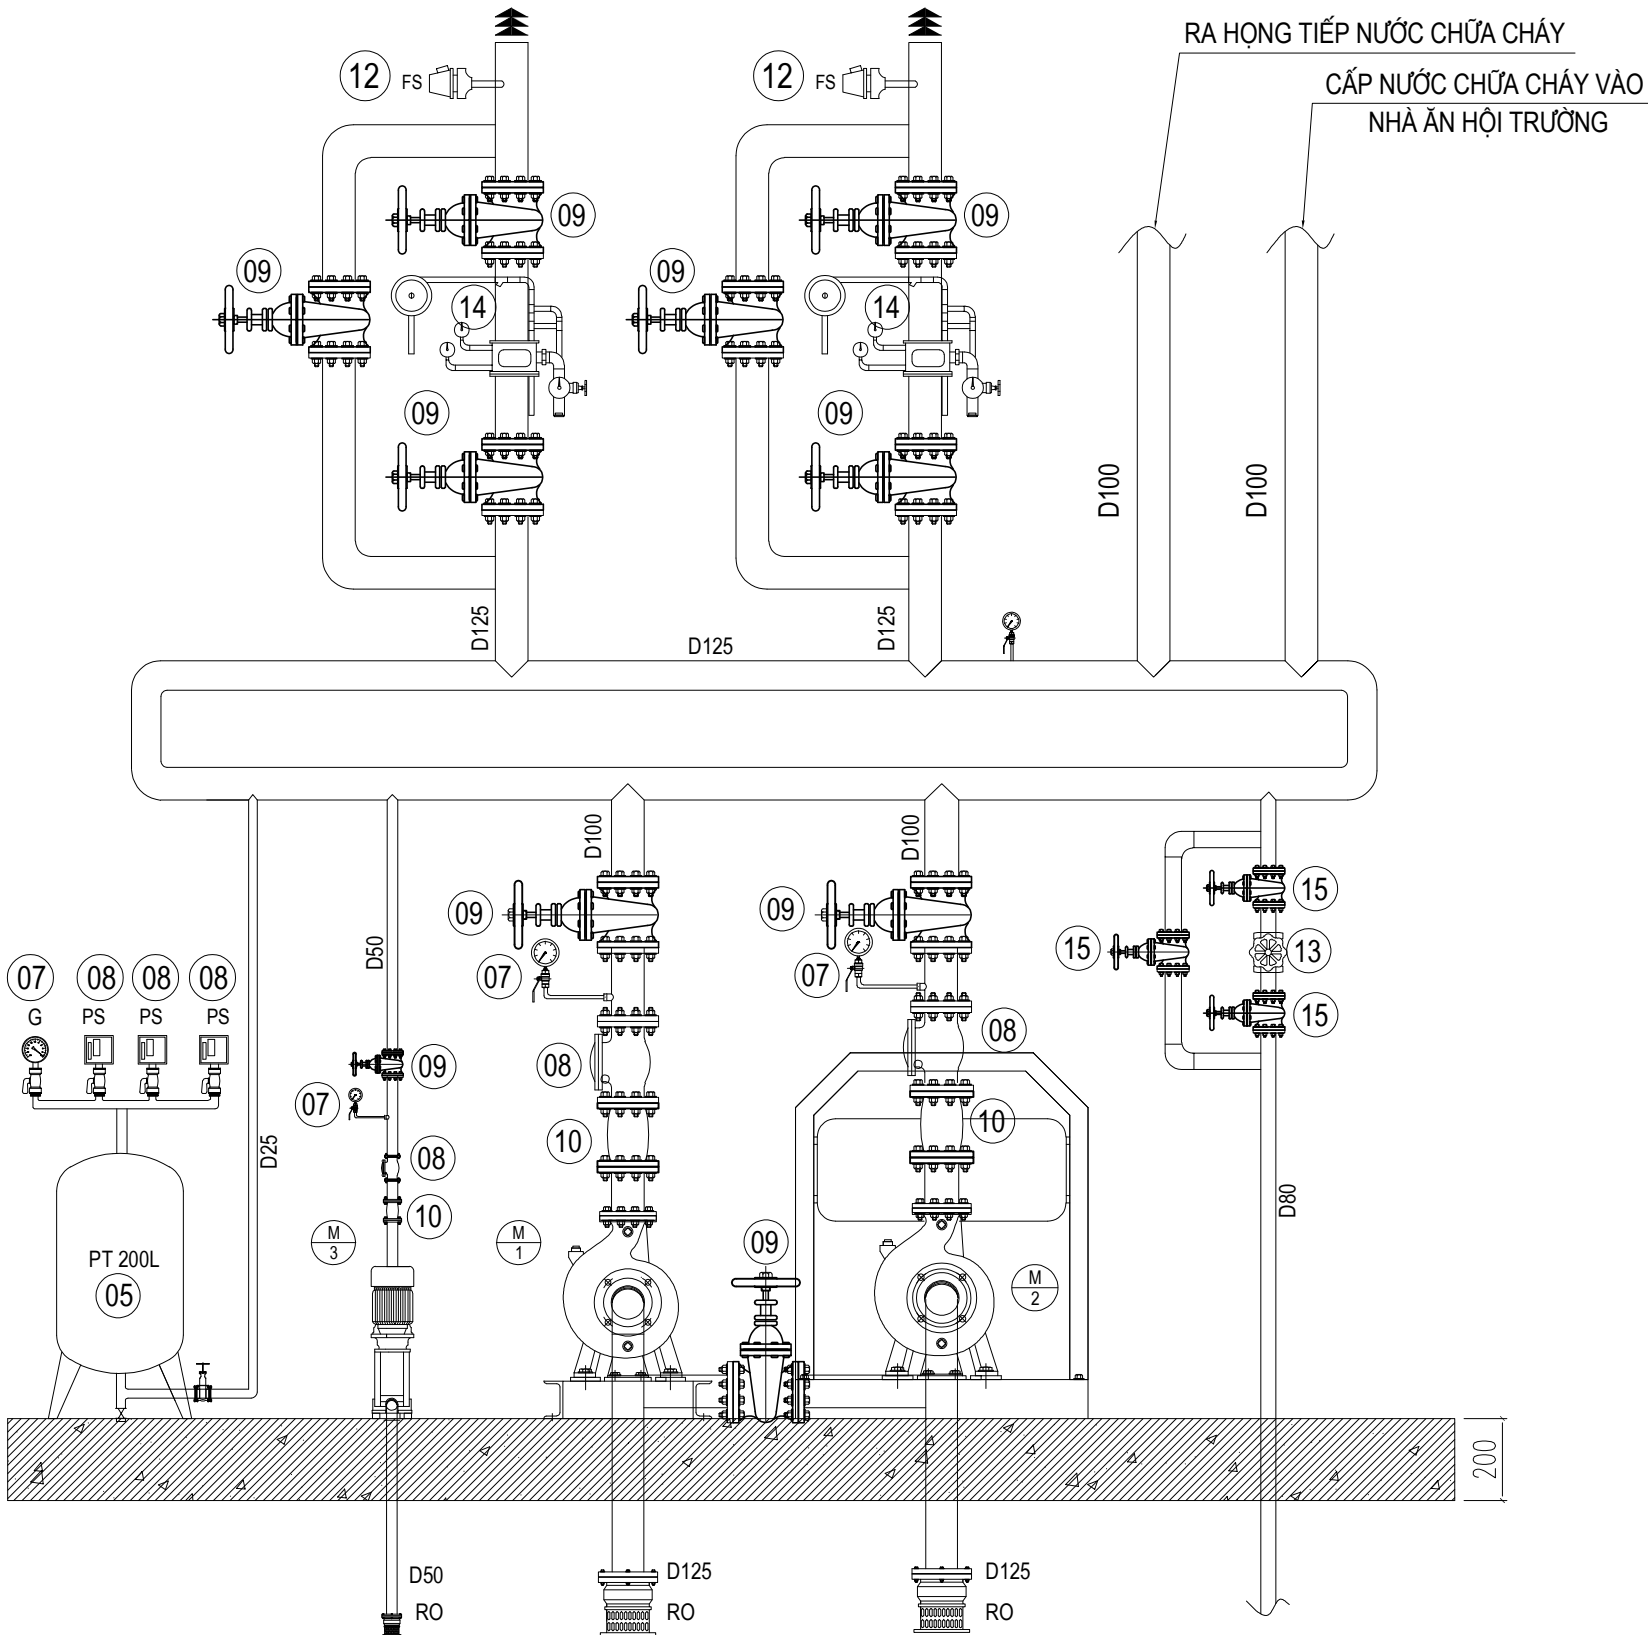 RA HỌNG TIẾP NƯỚC CHỮA CHÁY
12 FS
12 FS
CẤP NƯỚC CHỮA CHÁY VÀO
NHÀ ĂN HỘI TRƯỜNG
09
09
09
09
14
14
09
09
D100
D100
D125
D125
D125
D100
D100
09
09
15
D50
07
08
08
08
07
07
15
13
G
PS
PS
PS
15
08
09
08
07
10
10
D25
08
D80
10
M
3
M
1
09
PT 200L
M
2
05
200
D50
D125
D125
RO
RO
RO